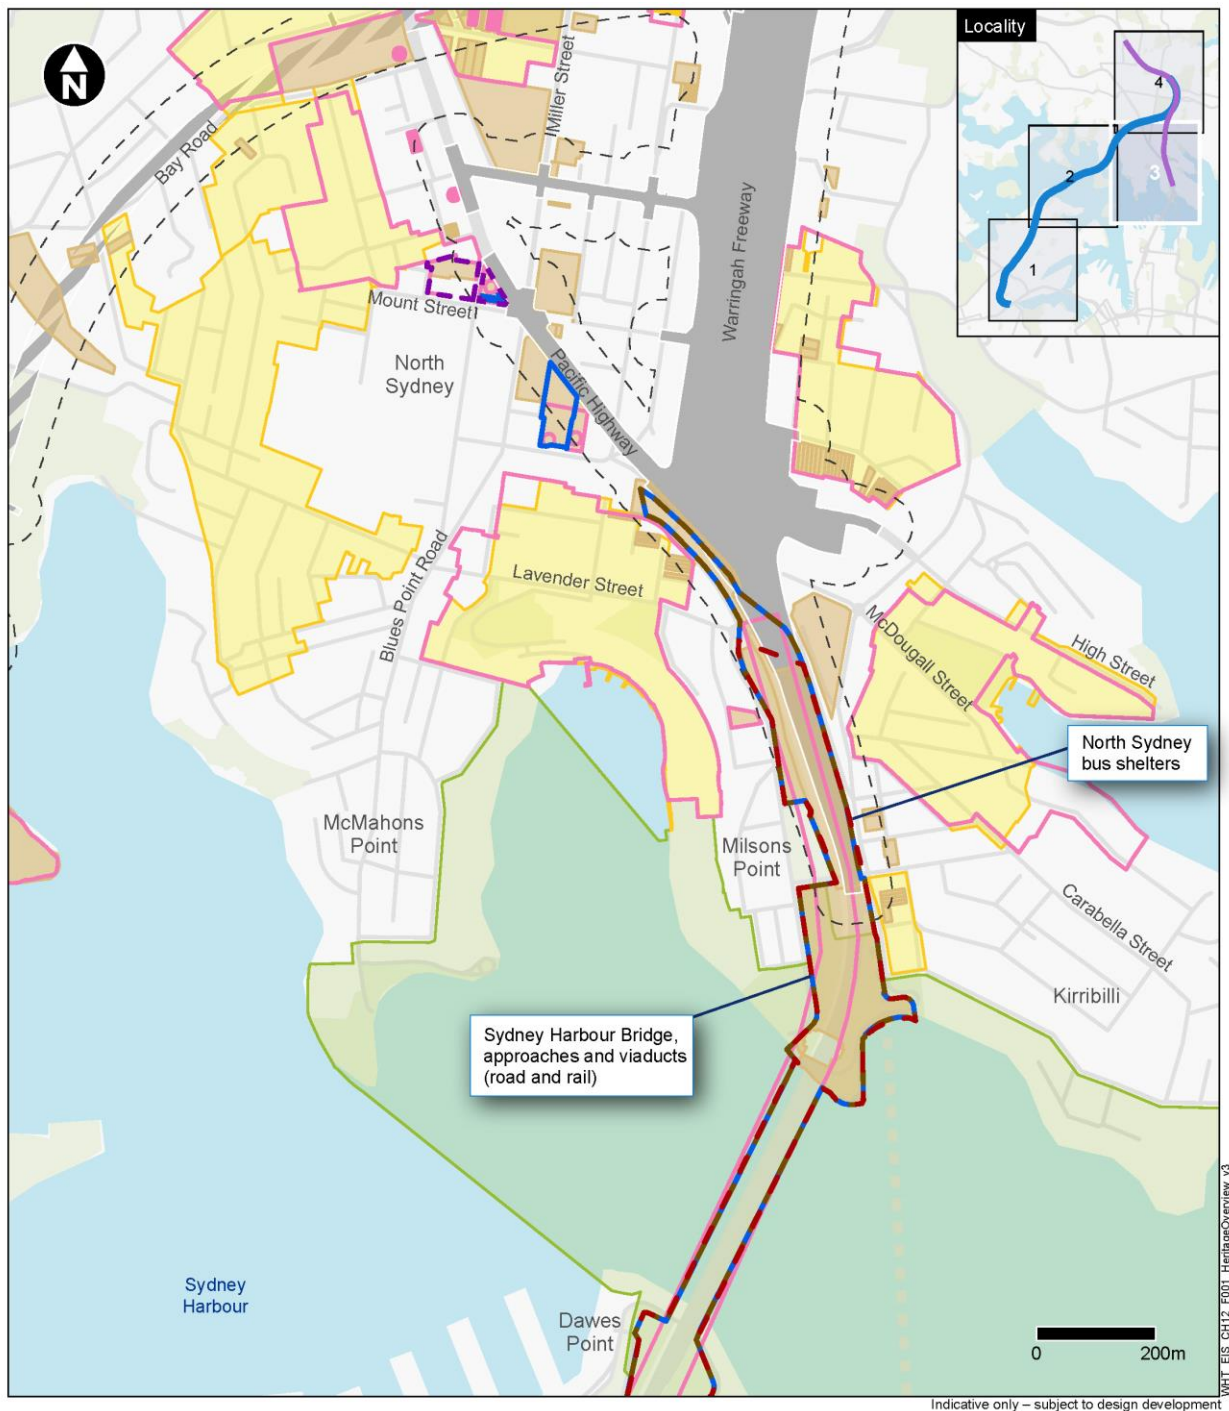 Locality
N
4
3
2
1
Miller Street
Bay Road
Warringah Freeway
Mount Street
North
Sydney
Pacific Highway
Blues Point Road
Lavender Street
McDougall Street
High Street
North Sydney
bus shelters
McMahons
Point
Milsons
Point
Carabella Street
Kirribilli
Sydney Harbour Bridge,
approaches and viaducts
(road and rail)
Sydney
Harbour
Dawes
Point
0 200m
WHT_EIS_CH12_F001_HeritageOverview_v3
Indicative only – subject to design development